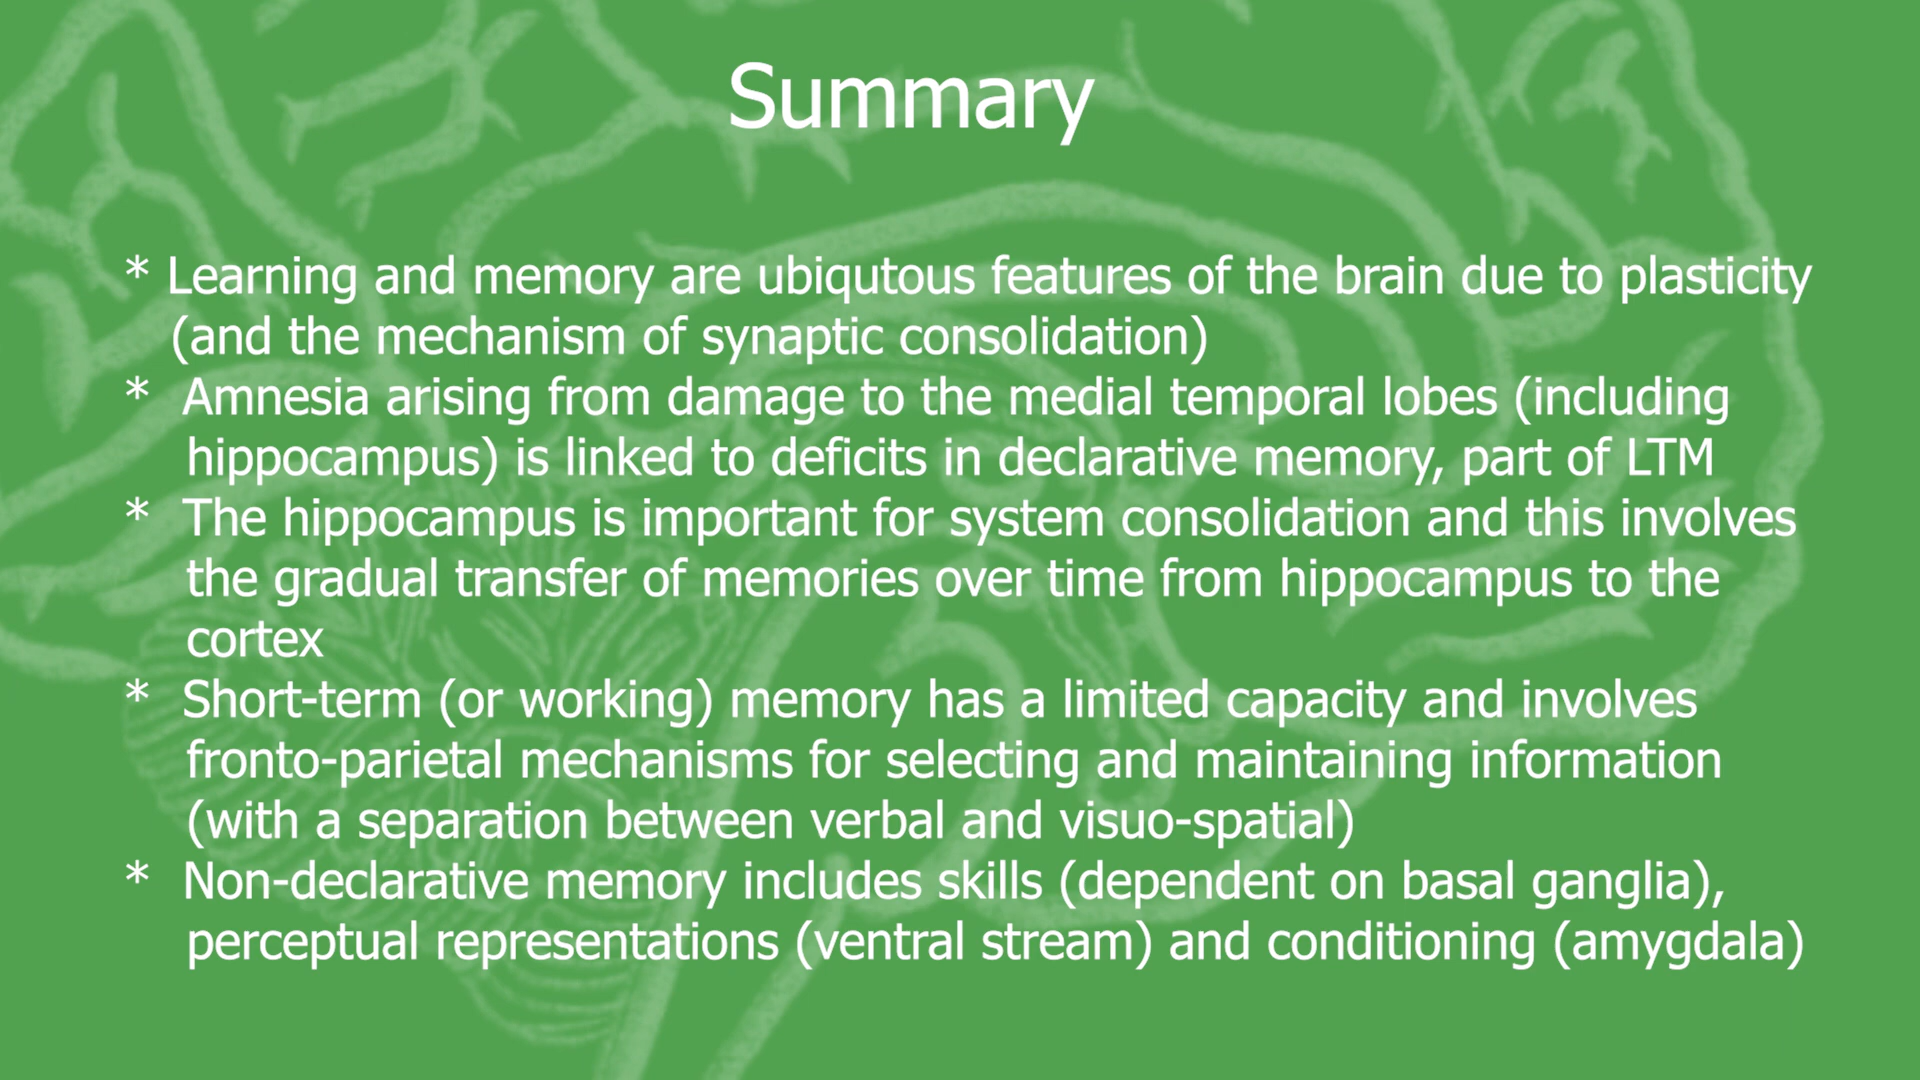 Summary
* Learning and memory are ubiqutous features of the brain due to plasticity
(and the mechanism of synaptic consolidation)
* Amnesia arising from damage to the medial temporal lobes (including
hippocampus) is linked to deficits in declarative memory, part of LTM
* The hippocampus is important for system consolidation and this involves
the gradual transfer of memories over time from hippocampus to the
cortex
* Short-term (or working) memory has a limited capacity and involves
fronto-parietal mechanisms for selecting and maintaining information
(with a separation between verbal and visuo-spatial)
* Non-declarative memory includes skills (dependent on basal ganglia),
perceptual representations (ventral stream) and conditioning (amygdala)